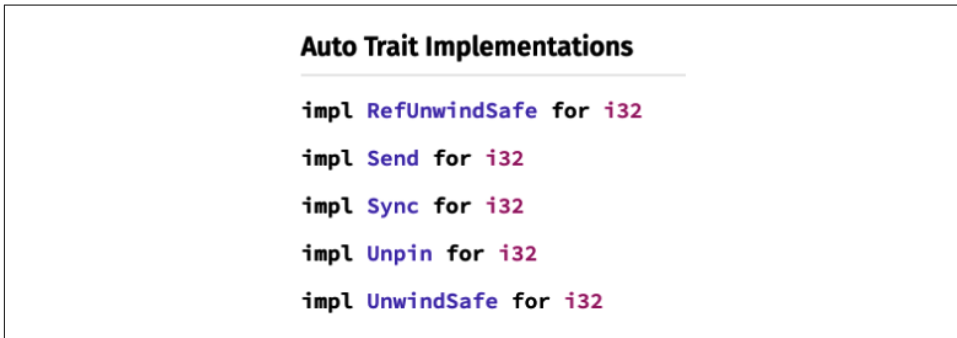 Auto Trait Implementations
impl RefUnwindSafe for i32
impl Send for i32
impl Sync for i32
impl Unpin for i32
impl UnwindSafe for i32